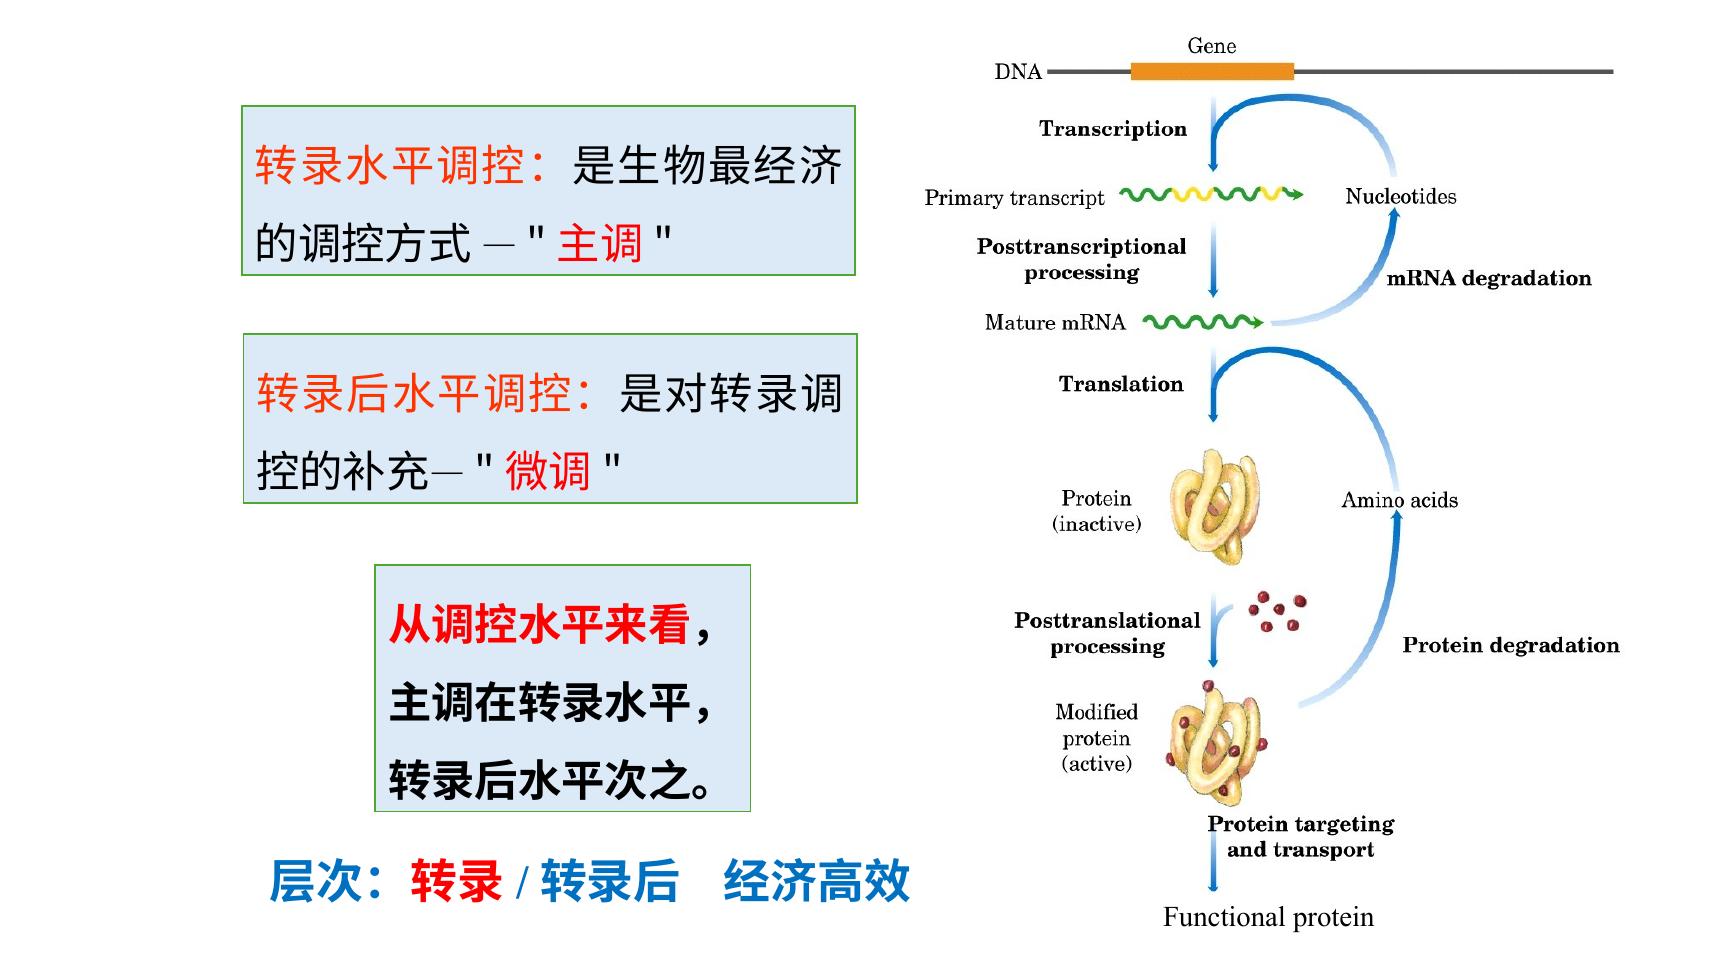 转录水平调控：是生物最经济
的调控方式 — " 主调 "
转录后水平调控：是对转录调
控的补充— " 微调 "
从调控水平来看，
主调在转录水平，
转录后水平次之。
层次：转录 / 转录后 经济高效
Gene
DNA
Transcription
Primary transcript
Nucleotides
Posttranscriptional
processing
mRNA degradation
Mature mRNA
Translation
Protein
(inactive)
Amino acids
Posttranslational
processing
Protein degradation
Modified
protein
(active)
Protein targeting
and transport
Functional protein